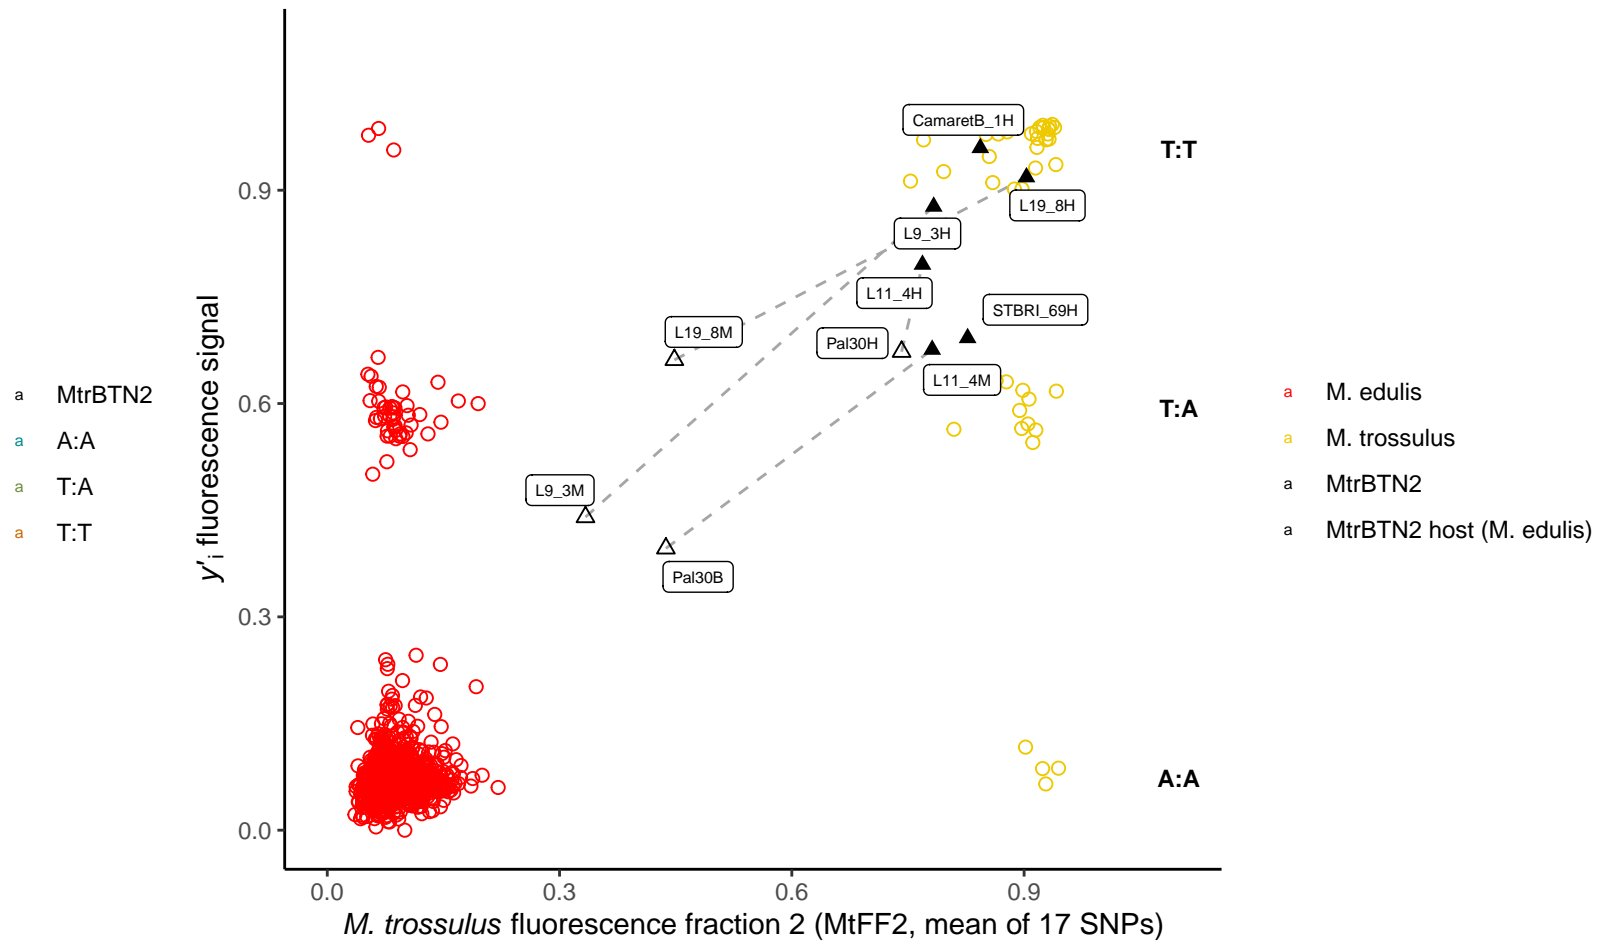 CamaretB_1H
T:T
0.9
L19_8H
L9_3H
L11_4H
STBRI_69H
L19_8M
Pal30H
L11_4M
T:A
0.6
a MtrBTN2
a A:A
a T:A
a T:T
y′i fluorescence signal
a M. edulis
a M. trossulus
a MtrBTN2
a MtrBTN2 host (M. edulis)
L9_3M
Pal30B
0.3
A:A
0.0
0.0 0.3 0.6 0.9
M. trossulus fluorescence fraction 2 (MtFF2, mean of 17 SNPs)